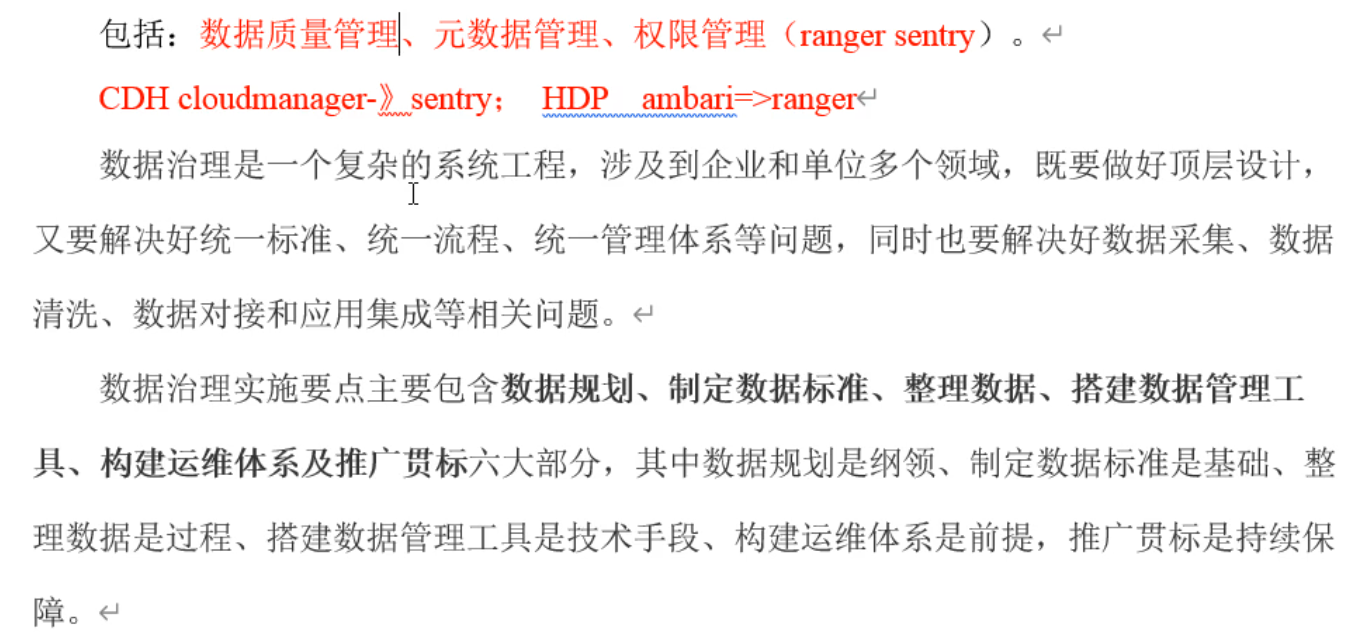 包括：数据质量管理、元数据管理、权限管理（ranger sentry）。
CDH cloudmanager-》sentry； HDP ambari=>ranger
数据治理是一个复杂的系统工程，涉及到企业和单位多个领域，既要做好顶层设计，
又要解决好统一标准、统一流程、统一管理体系等问题，同时也要解决好数据采集、数据
清洗、数据对接和应用集成等相关问题。
数据治理实施要点主要包含数据规划、制定数据标准、整理数据、搭建数据管理工
具、构建运维体系及推广贯标六大部分，其中数据规划是纲领、制定数据标准是基础、整
理数据是过程、搭建数据管理工具是技术手段、构建运维体系是前提，推广贯标是持续保
障。